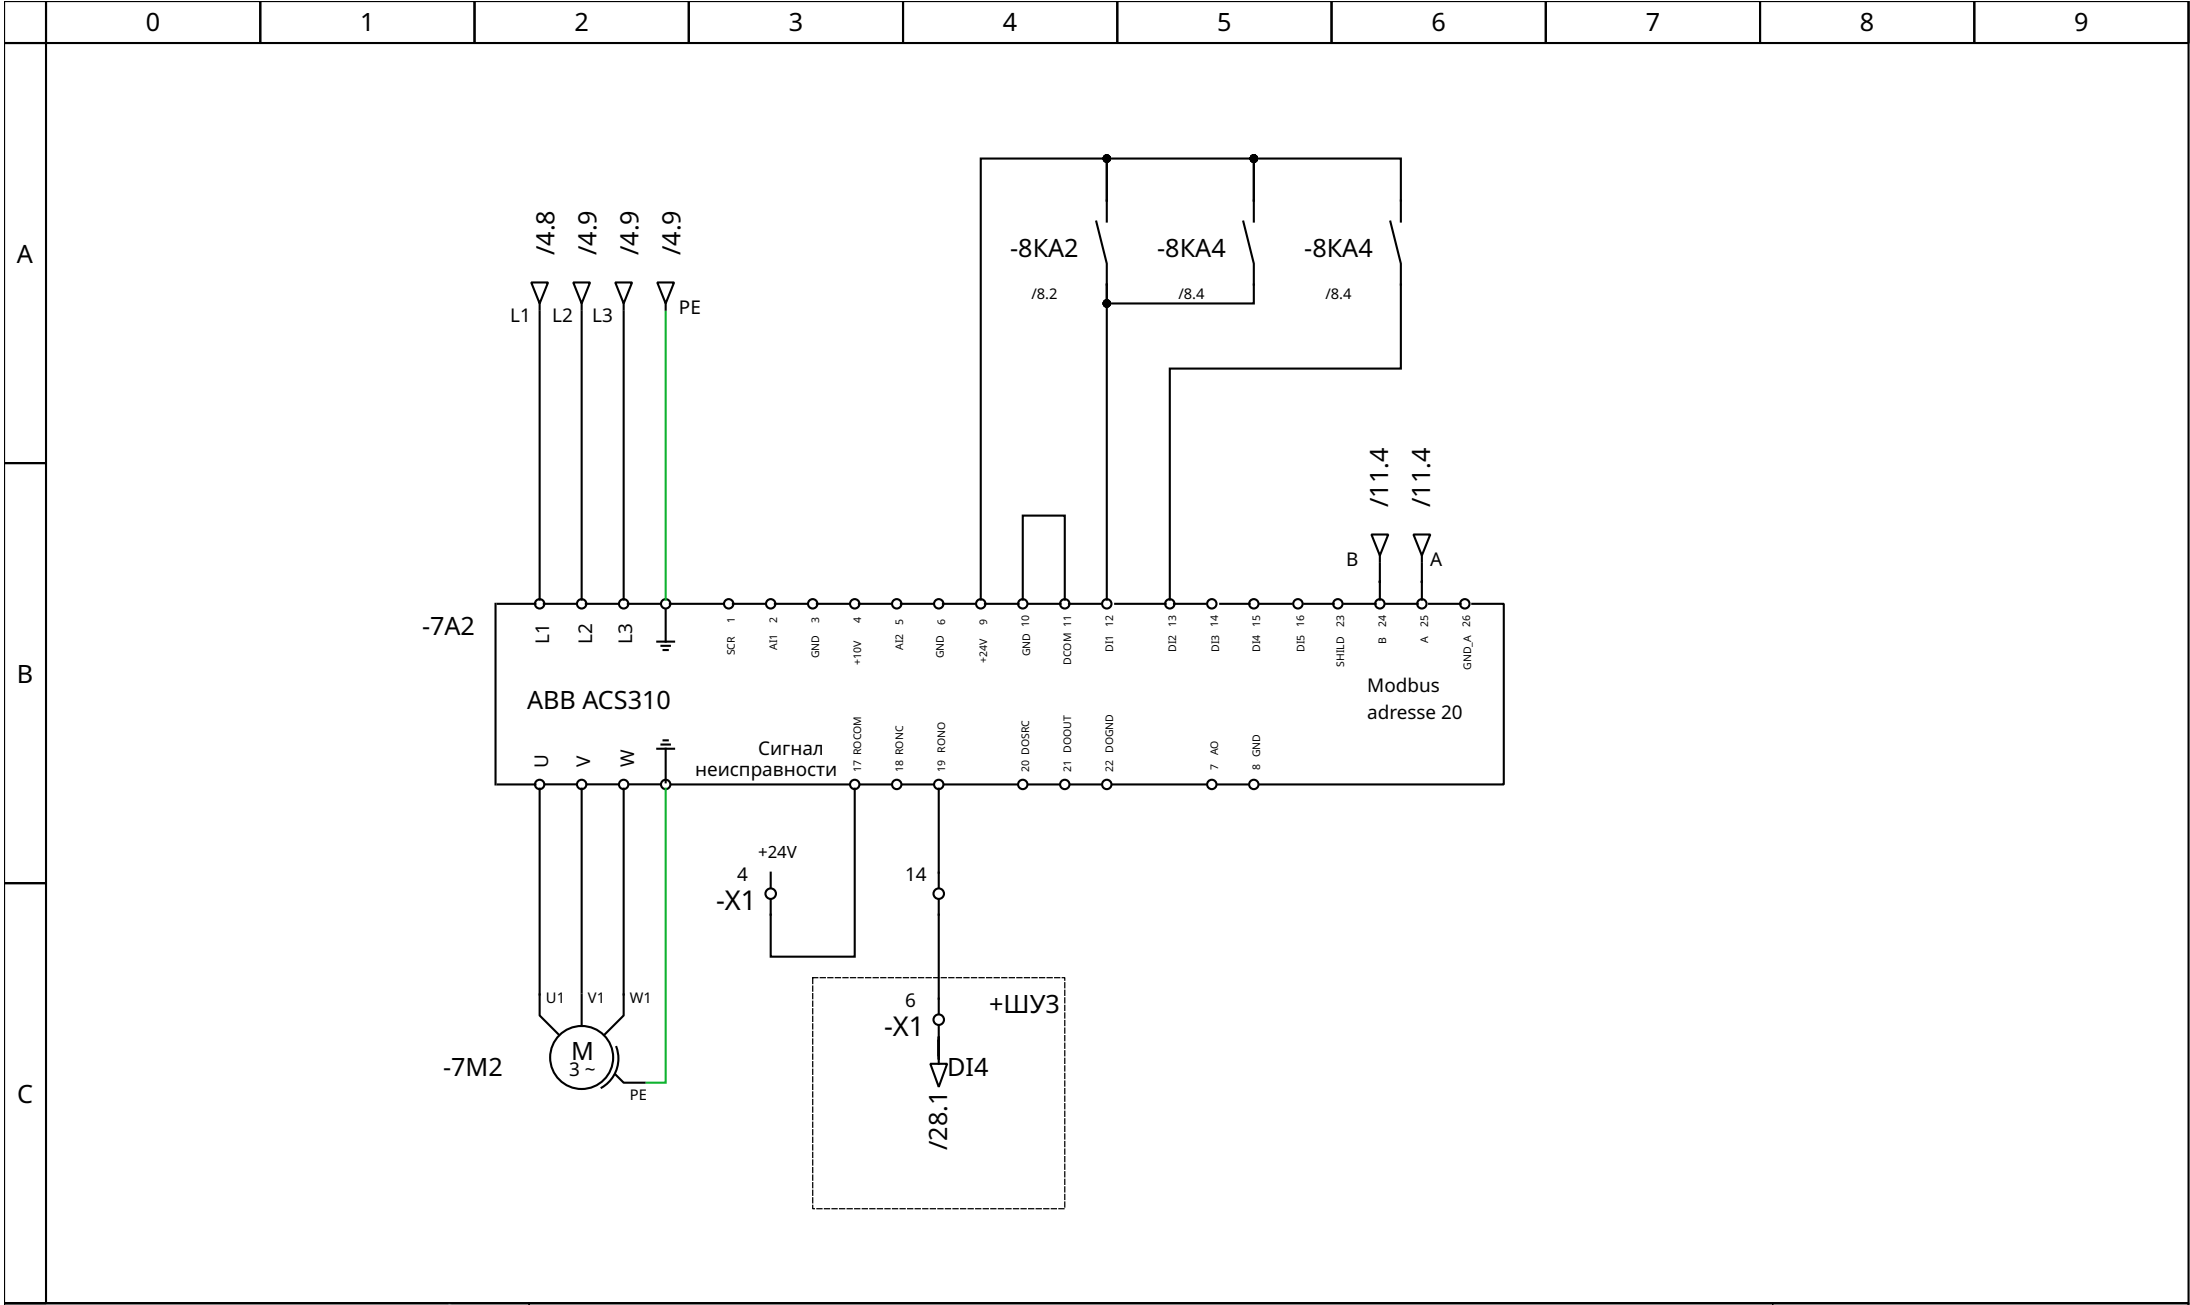 0 1 2 3 4 5 6 7 8 9
A
/4.8 /4.9 /4.9 /4.9
-8KA2 -8KA4 -8KA4
/8.2 /8.4 /8.4
L1 L2 L3 PE
/11.4 /11.4
B A
B
-7A2
L1 L2 L3
SCR 1
AI1 2
GND 3
+10V 4
AI2 5
GND 6
+24V 9
GND 10
DCOM 11
DI1 12
DI2 13
DI3 14
DI4 15
DI5 16
SHILD 23
B 24
A 25
GND_A 26
ABB ACS310
Modbus
adresse 20
U V W
Сигнал
неисправности
17 ROCOM
18 RONC
19 RONO
20 DOSRC
21 DOOUT
22 DOGND
7 AO
8 GND
+24V
4
-X1
14
U1 V1 W1
6
-X1
+ШУ3
-7M2
M
3 ~
PE
DI4
/28.1
C